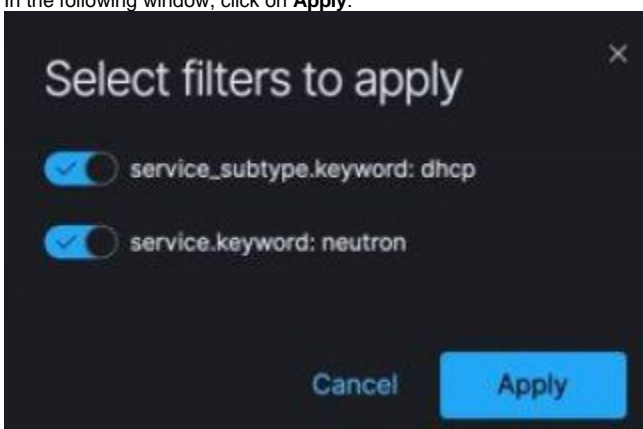 In the following window, click on Apply.
Select filters to apply
service_subtype.keyword: dhcp
service.keyword: neutron
Cancel
Apply